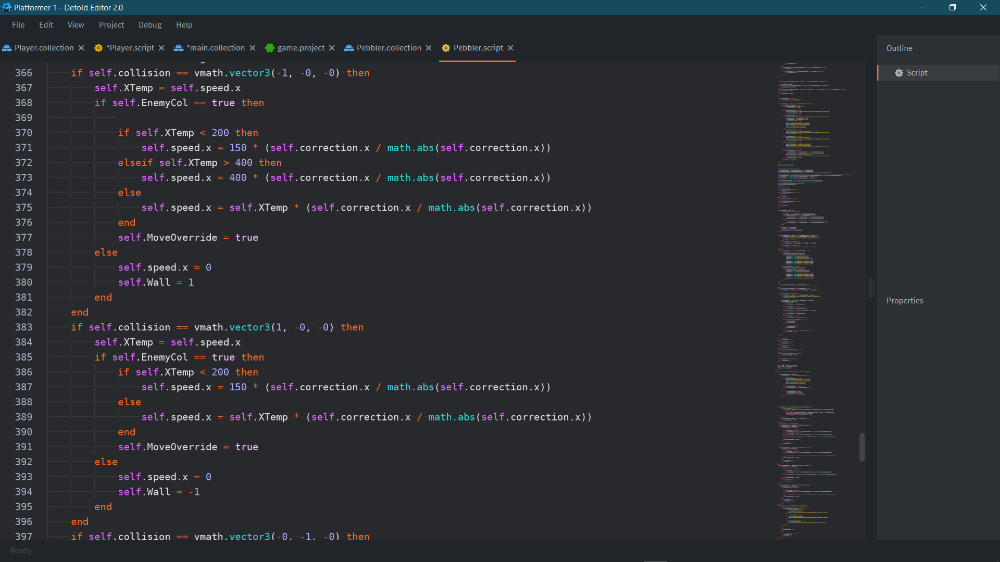 Platformer 1 - Defold Editor 2.0
File Edit View Project Debug Help
Player.collection *Player.script *main.collection game.project Pebbler.collection Pebbler.script
366 if self.collision == vmath.vector3(-1, -0, -0) then
367 self.XTemp = self.speed.x
368 if self.EnemyCol == true then
369
370 if self.XTemp < 200 then
371 self.speed.x = 150 * (self.correction.x / math.abs(self.correction.x))
372 elseif self.XTemp > 400 then
373 self.speed.x = 400 * (self.correction.x / math.abs(self.correction.x))
374 else
375 self.speed.x = self.XTemp * (self.correction.x / math.abs(self.correction.x))
376 end
377 self.MoveOverride = true
378 else
379 self.speed.x = 0
380 self.Wall = 1
381 end
382 end
383 if self.collision == vmath.vector3(1, -0, -0) then
384 self.XTemp = self.speed.x
385 if self.EnemyCol == true then
386 if self.XTemp < 200 then
387 self.speed.x = 150 * (self.correction.x / math.abs(self.correction.x))
388 else
389 self.speed.x = self.XTemp * (self.correction.x / math.abs(self.correction.x))
390 end
391 self.MoveOverride = true
392 else
393 self.speed.x = 0
394 self.Wall = -1
395 end
396 end
397 if self.collision == vmath.vector3(-0, -1, -0) then
Outline
Script
Properties
Ready